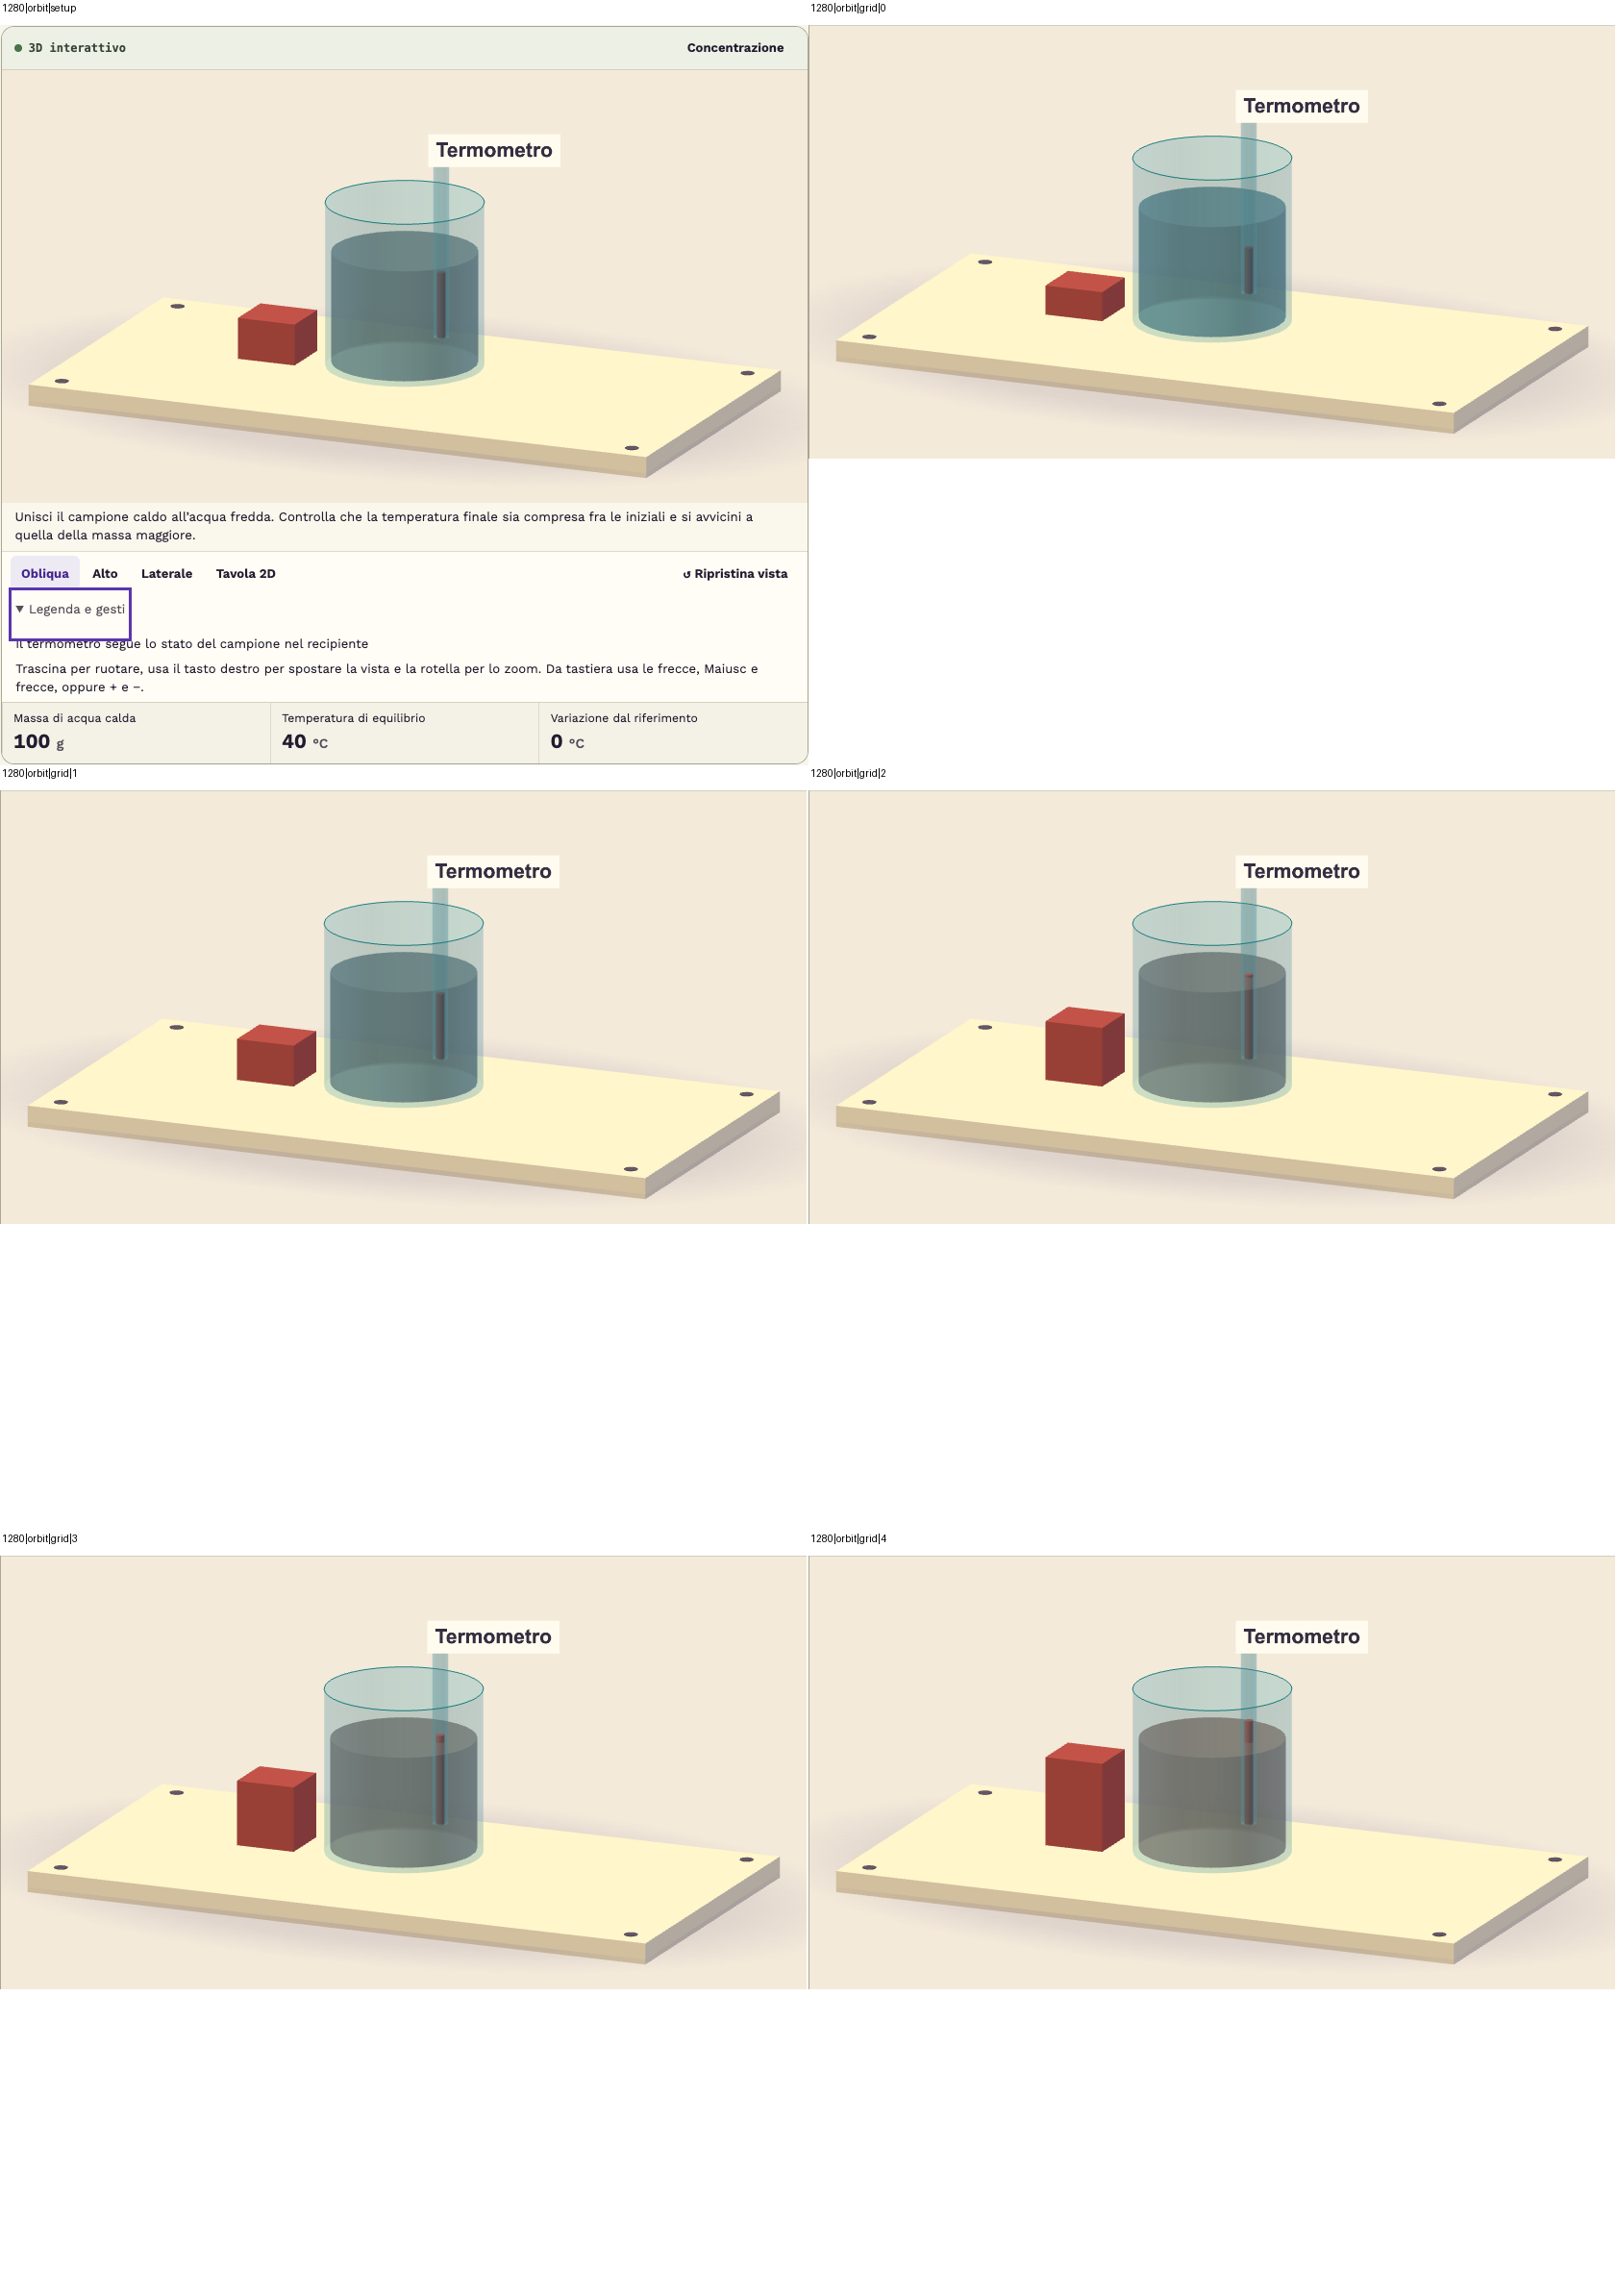 1280|orbit|setup
3D interattivo
Concentrazione
Termometro
Unisci il campione caldo all’acqua fredda. Controlla che la temperatura finale sia compresa fra le iniziali e si avvicini a
quella della massa maggiore.
Obliqua Alto Laterale Tavola 2D ↺ Ripristina vista
▼ Legenda e gesti
Il termometro segue lo stato del campione nel recipiente
Trascina per ruotare, usa il tasto destro per spostare la vista e la rotella per lo zoom. Da tastiera usa le frecce, Maiusc e
frecce, oppure + e −.
Massa di acqua calda
100 g
Temperatura di equilibrio
40 °C
Variazione dal riferimento
0 °C
1280|orbit|grid|0
Termometro
1280|orbit|grid|1
Termometro
1280|orbit|grid|2
Termometro
1280|orbit|grid|3
Termometro
1280|orbit|grid|4
Termometro